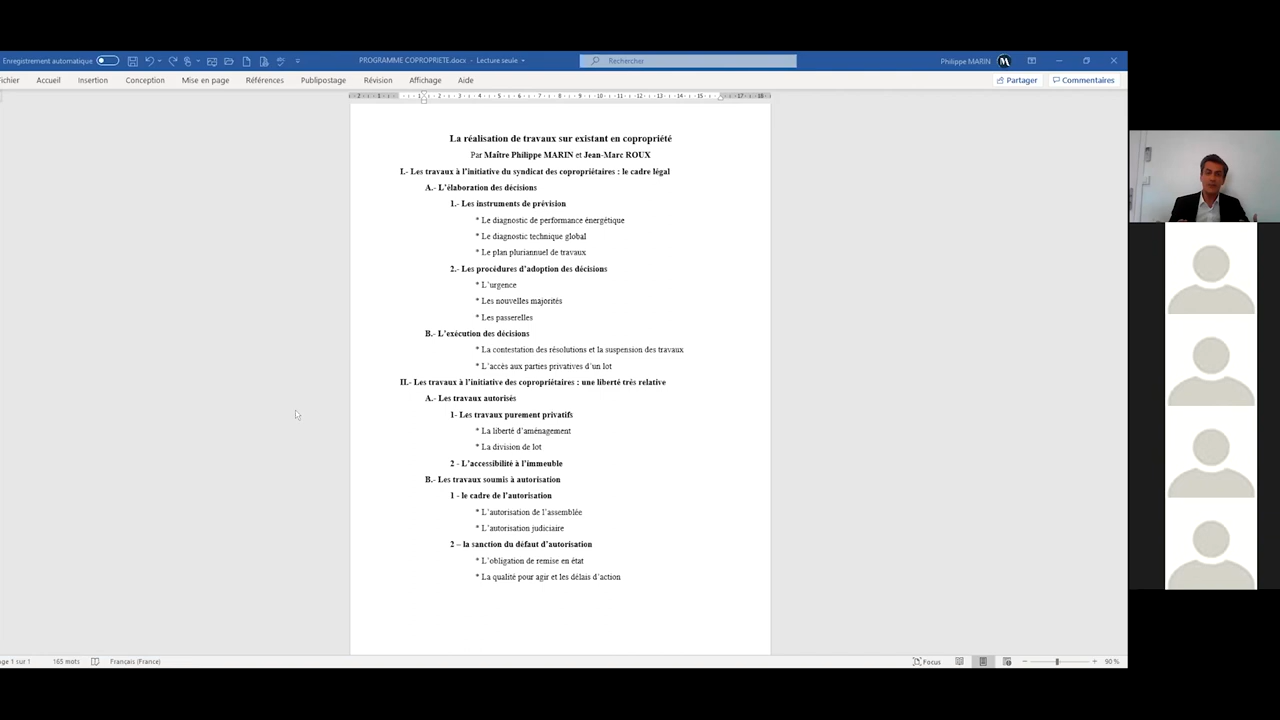 Enregistrement automatique
PROGRAMME COPROPRIETE.docx - Lecture seule
Rechercher
Philippe MARIN
Fichier Accueil Insertion Conception Mise en page Références Publipostage Révision Affichage Aide
Partager Commentaires
La réalisation de travaux sur existant en copropriété
Par Maître Philippe MARIN et Jean-Marc ROUX
I.- Les travaux à l'initiative du syndicat des copropriétaires : le cadre légal
A.- L'élaboration des décisions
1.- Les instruments de prévision
* Le diagnostic de performance énergétique
* Le diagnostic technique global
* Le plan pluriannuel de travaux
2.- Les procédures d'adoption des décisions
* L'urgence
* Les nouvelles majorités
* Les passerelles
B.- L'exécution des décisions
* La contestation des résolutions et la suspension des travaux
* L'accès aux parties privatives d'un lot
II.- Les travaux à l'initiative des copropriétaires : une liberté très relative
A.- Les travaux autorisés
1- Les travaux purement privatifs
* La liberté d'aménagement
* La division de lot
2 - L'accessibilité à l'immeuble
B.- Les travaux soumis à autorisation
1 - le cadre de l'autorisation
* L'autorisation de l'assemblée
* L'autorisation judiciaire
2 – la sanction du défaut d'autorisation
* L'obligation de remise en état
* La qualité pour agir et les délais d'action
age 1 sur 1 165 mots Français (France)
Focus 90 %